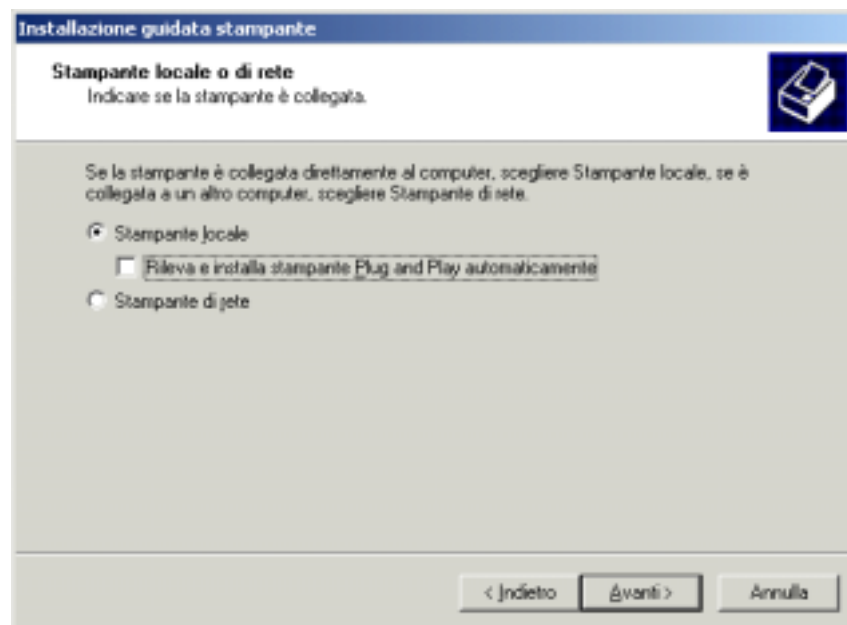 Installazione guidata stampante
Stampante locale o di rete
Indicare se la stampante è collegata.
Se la stampante è collegata direttamente al computer, scegliere Stampante locale, se è
collegata a un altro computer, scegliere Stampante di rete.
Stampante locale
Rileva e installa stampante Plug and Play automaticamente
Stampante di rete
< Indietro Avanti > Annulla